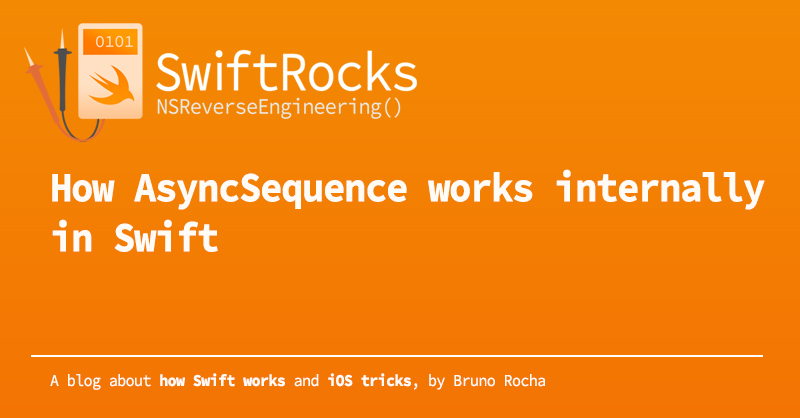 0101
SwiftRocks
NSReverseEngineering()
How AsyncSequence works internally
in Swift
A blog about how Swift works and iOS tricks, by Bruno Rocha